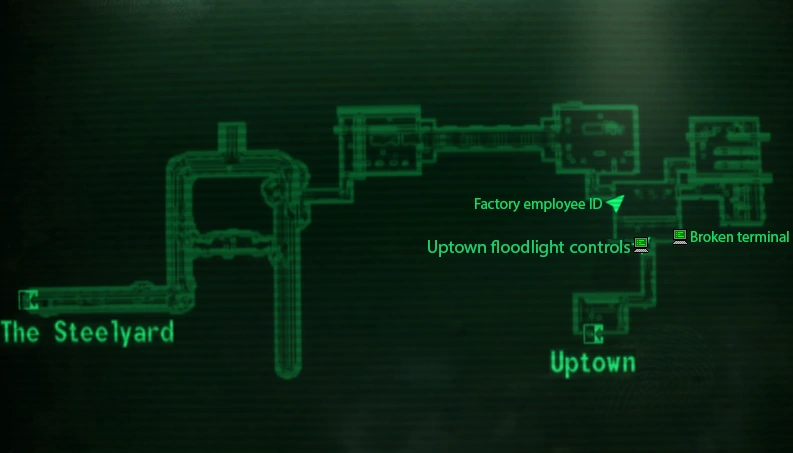 Factory employee ID
Broken terminal
Uptown floodlight controls
The Steelyard
Uptown